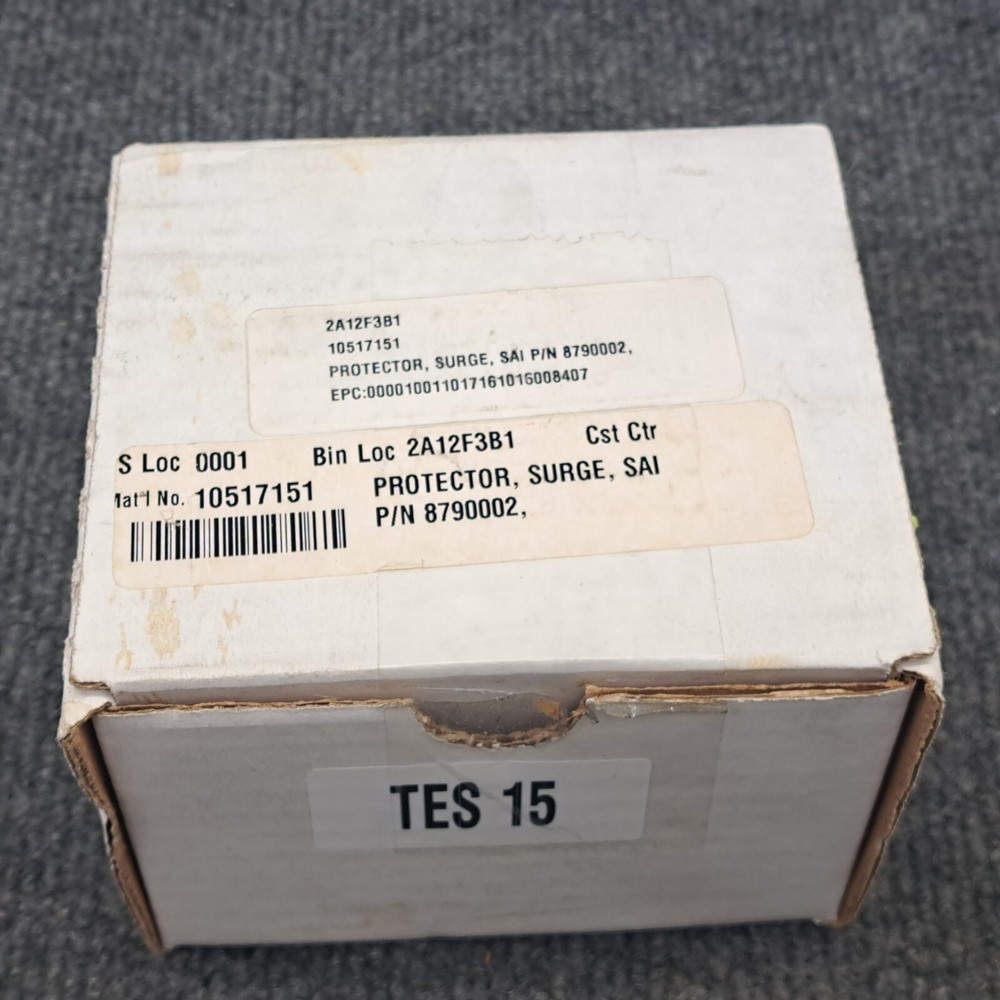 2A12F3B1
10517151
PROTECTOR, SURGE, SAI P/N 8790002,
EPC:000010011017161016008407
S Loc 0001 Bin Loc 2A12F3B1 Cst Ctr
Mat'l No. 10517151 PROTECTOR, SURGE, SAI
P/N 8790002,
TES 15